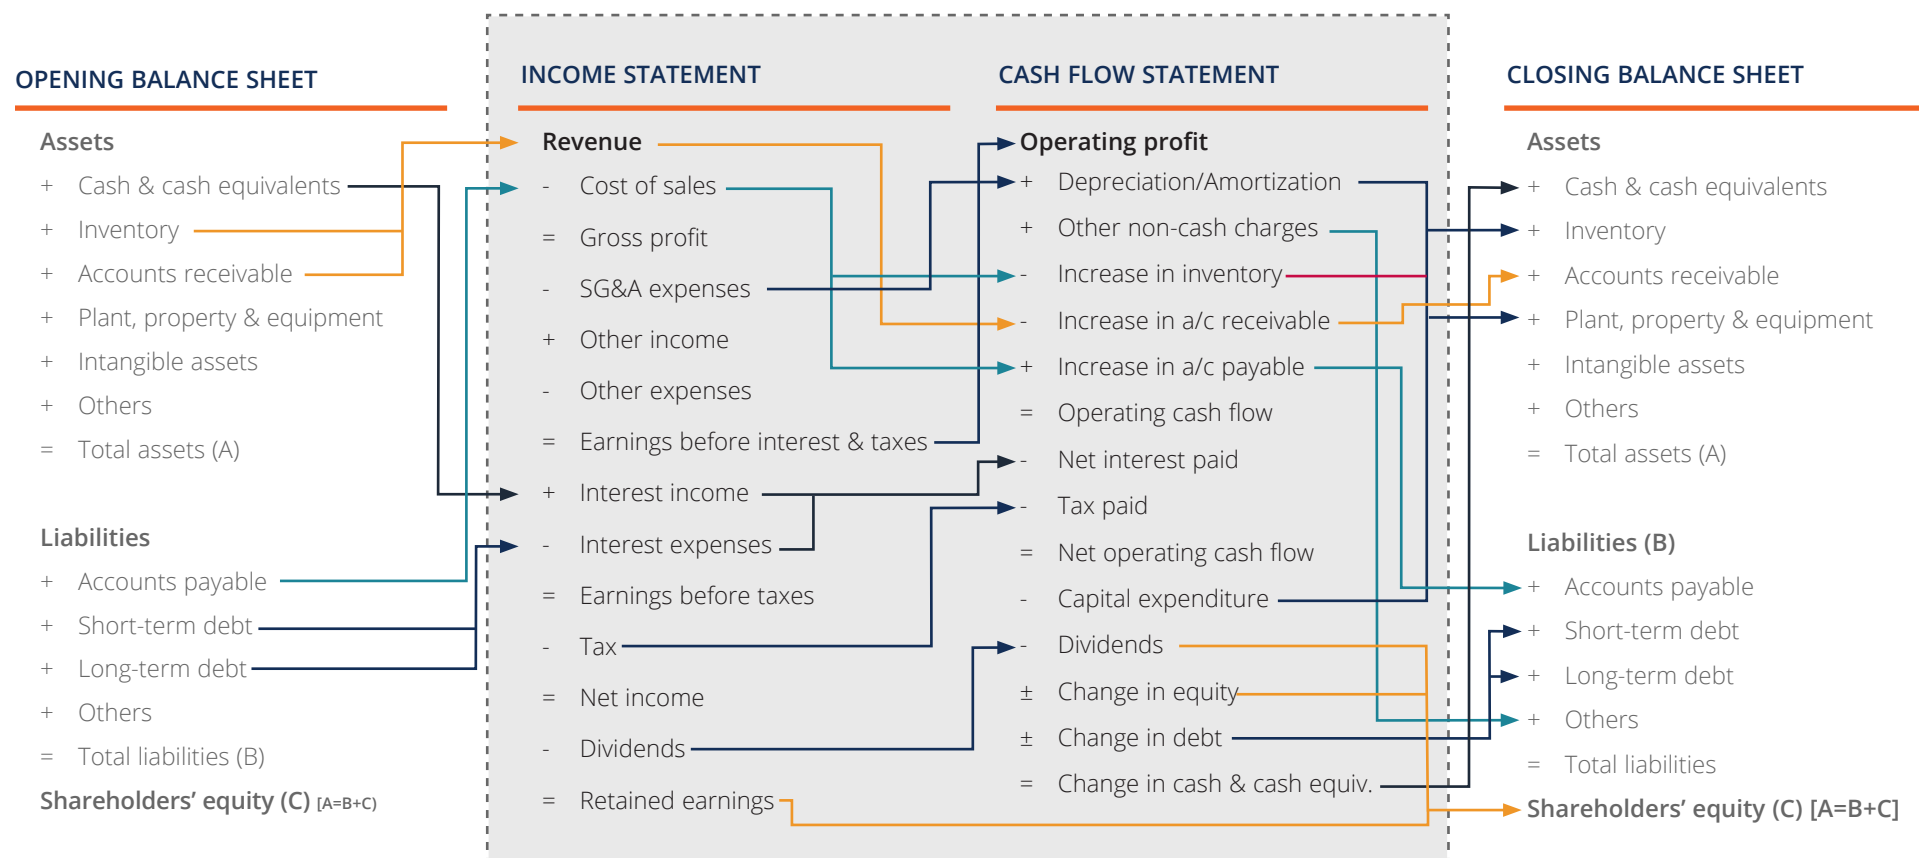 OPENING BALANCE SHEET
Assets
+ Cash & cash equivalents
+ Inventory
+ Accounts receivable
+ Plant, property & equipment
+ Intangible assets
+ Others
= Total assets (A)
Liabilities
+ Accounts payable
+ Short-term debt
+ Long-term debt
+ Others
= Total liabilities (B)
Shareholders’ equity (C) [A=B+C)
INCOME STATEMENT
Revenue
- Cost of sales
= Gross profit
- SG&A expenses
+ Other income
- Other expenses
= Earnings before interest & taxes
+ Interest income
- Interest expenses
= Earnings before taxes
- Tax
= Net income
- Dividends
= Retained earnings
CASH FLOW STATEMENT
Operating profit
+ Depreciation/Amortization
+ Other non-cash charges
- Increase in inventory
- Increase in a/c receivable
+ Increase in a/c payable
= Operating cash flow
- Net interest paid
- Tax paid
= Net operating cash flow
- Capital expenditure
- Dividends
± Change in equity
± Change in debt
= Change in cash & cash equiv.
CLOSING BALANCE SHEET
Assets
+ Cash & cash equivalents
+ Inventory
+ Accounts receivable
+ Plant, property & equipment
+ Intangible assets
+ Others
= Total assets (A)
Liabilities (B)
+ Accounts payable
+ Short-term debt
+ Long-term debt
+ Others
= Total liabilities
Shareholders’ equity (C) [A=B+C]